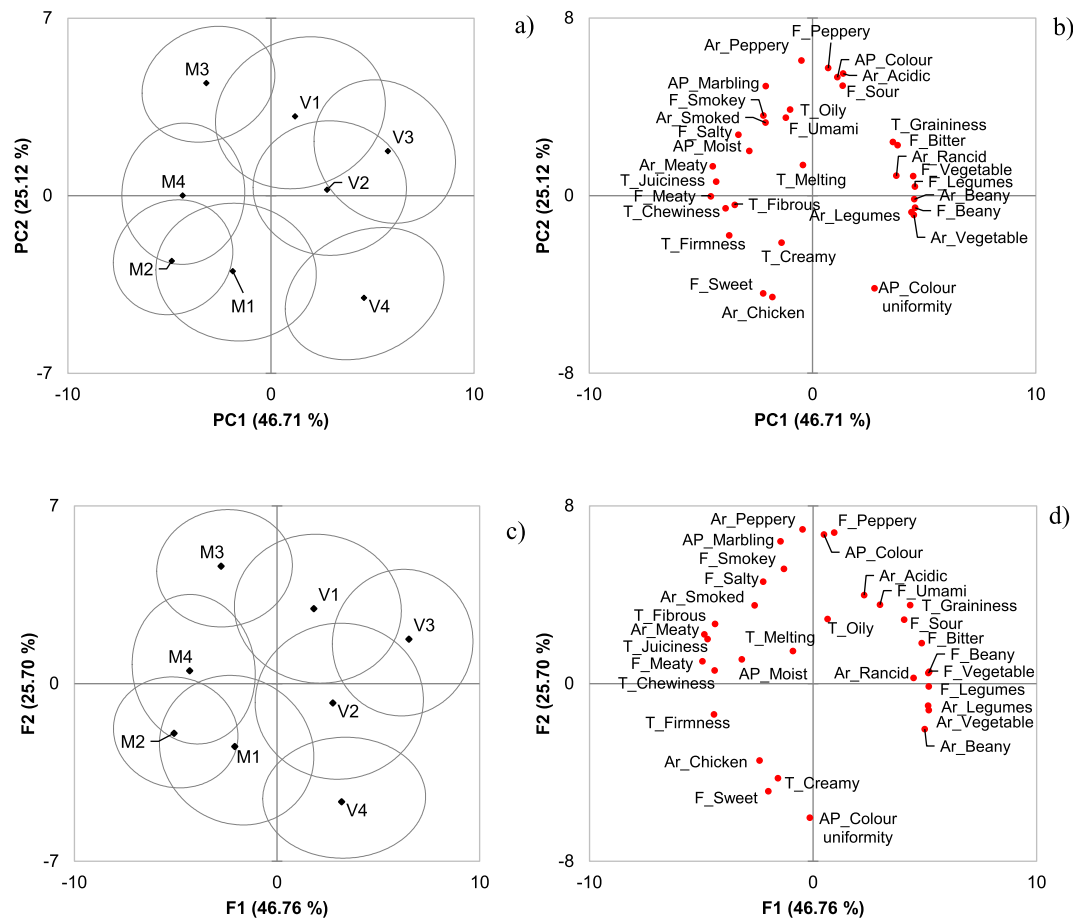 a)
7
0
-7
-10
0
10
PC2 (25.12 %)
PC1 (46.71 %)
M3
V1
V3
V2
M4
M2
M1
V4
b)
8
0
-8
-10
0
10
PC2 (25.12 %)
PC1 (46.71 %)
F_Peppery
Ar_Peppery
AP_Colour
Ar_Acidic
AP_Marbling
F_Sour
F_Smokey
T_Oily
Ar_Smoked
F_Umami
F_Salty
T_Graininess
AP_Moist
F_Bitter
Ar_Rancid
Ar_Meaty
F_Vegetable
T_Juiciness
T_Melting
F_Legumes
F_Meaty
Ar_Beany
T_Chewiness
T_Fibrous
F_Beany
Ar_Legumes
Ar_Vegetable
T_Firmness
T_Creamy
F_Sweet
AP_Colour
uniformity
Ar_Chicken
c)
7
0
-7
-10
0
10
F2 (25.70 %)
F1 (46.76 %)
M3
V1
V3
M4
V2
M2
M1
V4
d)
8
0
-8
-10
0
10
F2 (25.70 %)
F1 (46.76 %)
Ar_Peppery
F_Peppery
AP_Marbling
AP_Colour
F_Smokey
F_Salty
Ar_Acidic
F_Umami
Ar_Smoked
T_Graininess
T_Fibrous
F_Sour
Ar_Meaty
T_Oily
T_Juiciness
T_Melting
F_Bitter
F_Beany
F_Meaty
AP_Moist
Ar_Rancid
F_Vegetable
T_Chewiness
F_Legumes
Ar_Legumes
T_Firmness
Ar_Vegetable
Ar_Beany
Ar_Chicken
T_Creamy
F_Sweet
AP_Colour
uniformity